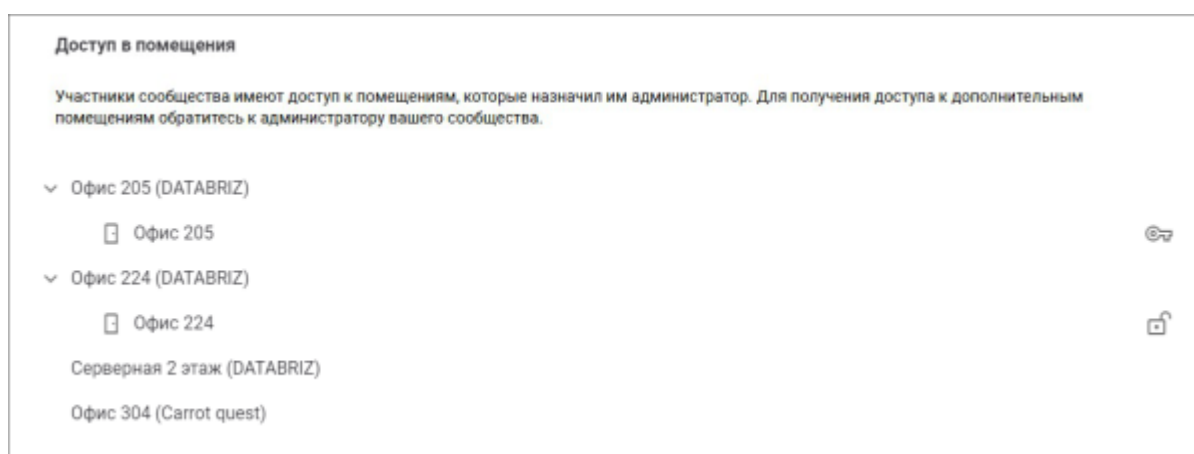 Доступ в помещения
Участники сообщества имеют доступ к помещениям, которые назначил им администратор. Для получения доступа к дополнительным
помещениям обратитесь к администратору вашего сообщества.
Офис 205 (DATABRIZ)
Офис 205
Офис 224 (DATABRIZ)
Офис 224
Серверная 2 этаж (DATABRIZ)
Офис 304 (Carrot quest)